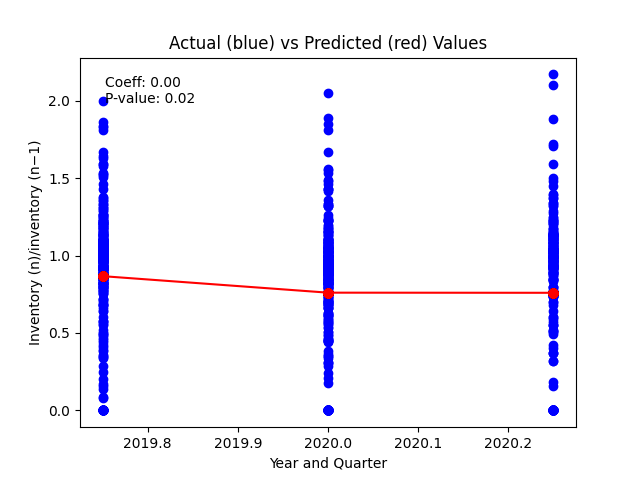 Actual (blue) vs Predicted (red) Values
Coeff: 0.00
P-value: 0.02
Inventory (n)/inventory (n−1)
2.0
1.5
1.0
0.5
0.0
2019.8 2019.9 2020.0 2020.1 2020.2
Year and Quarter